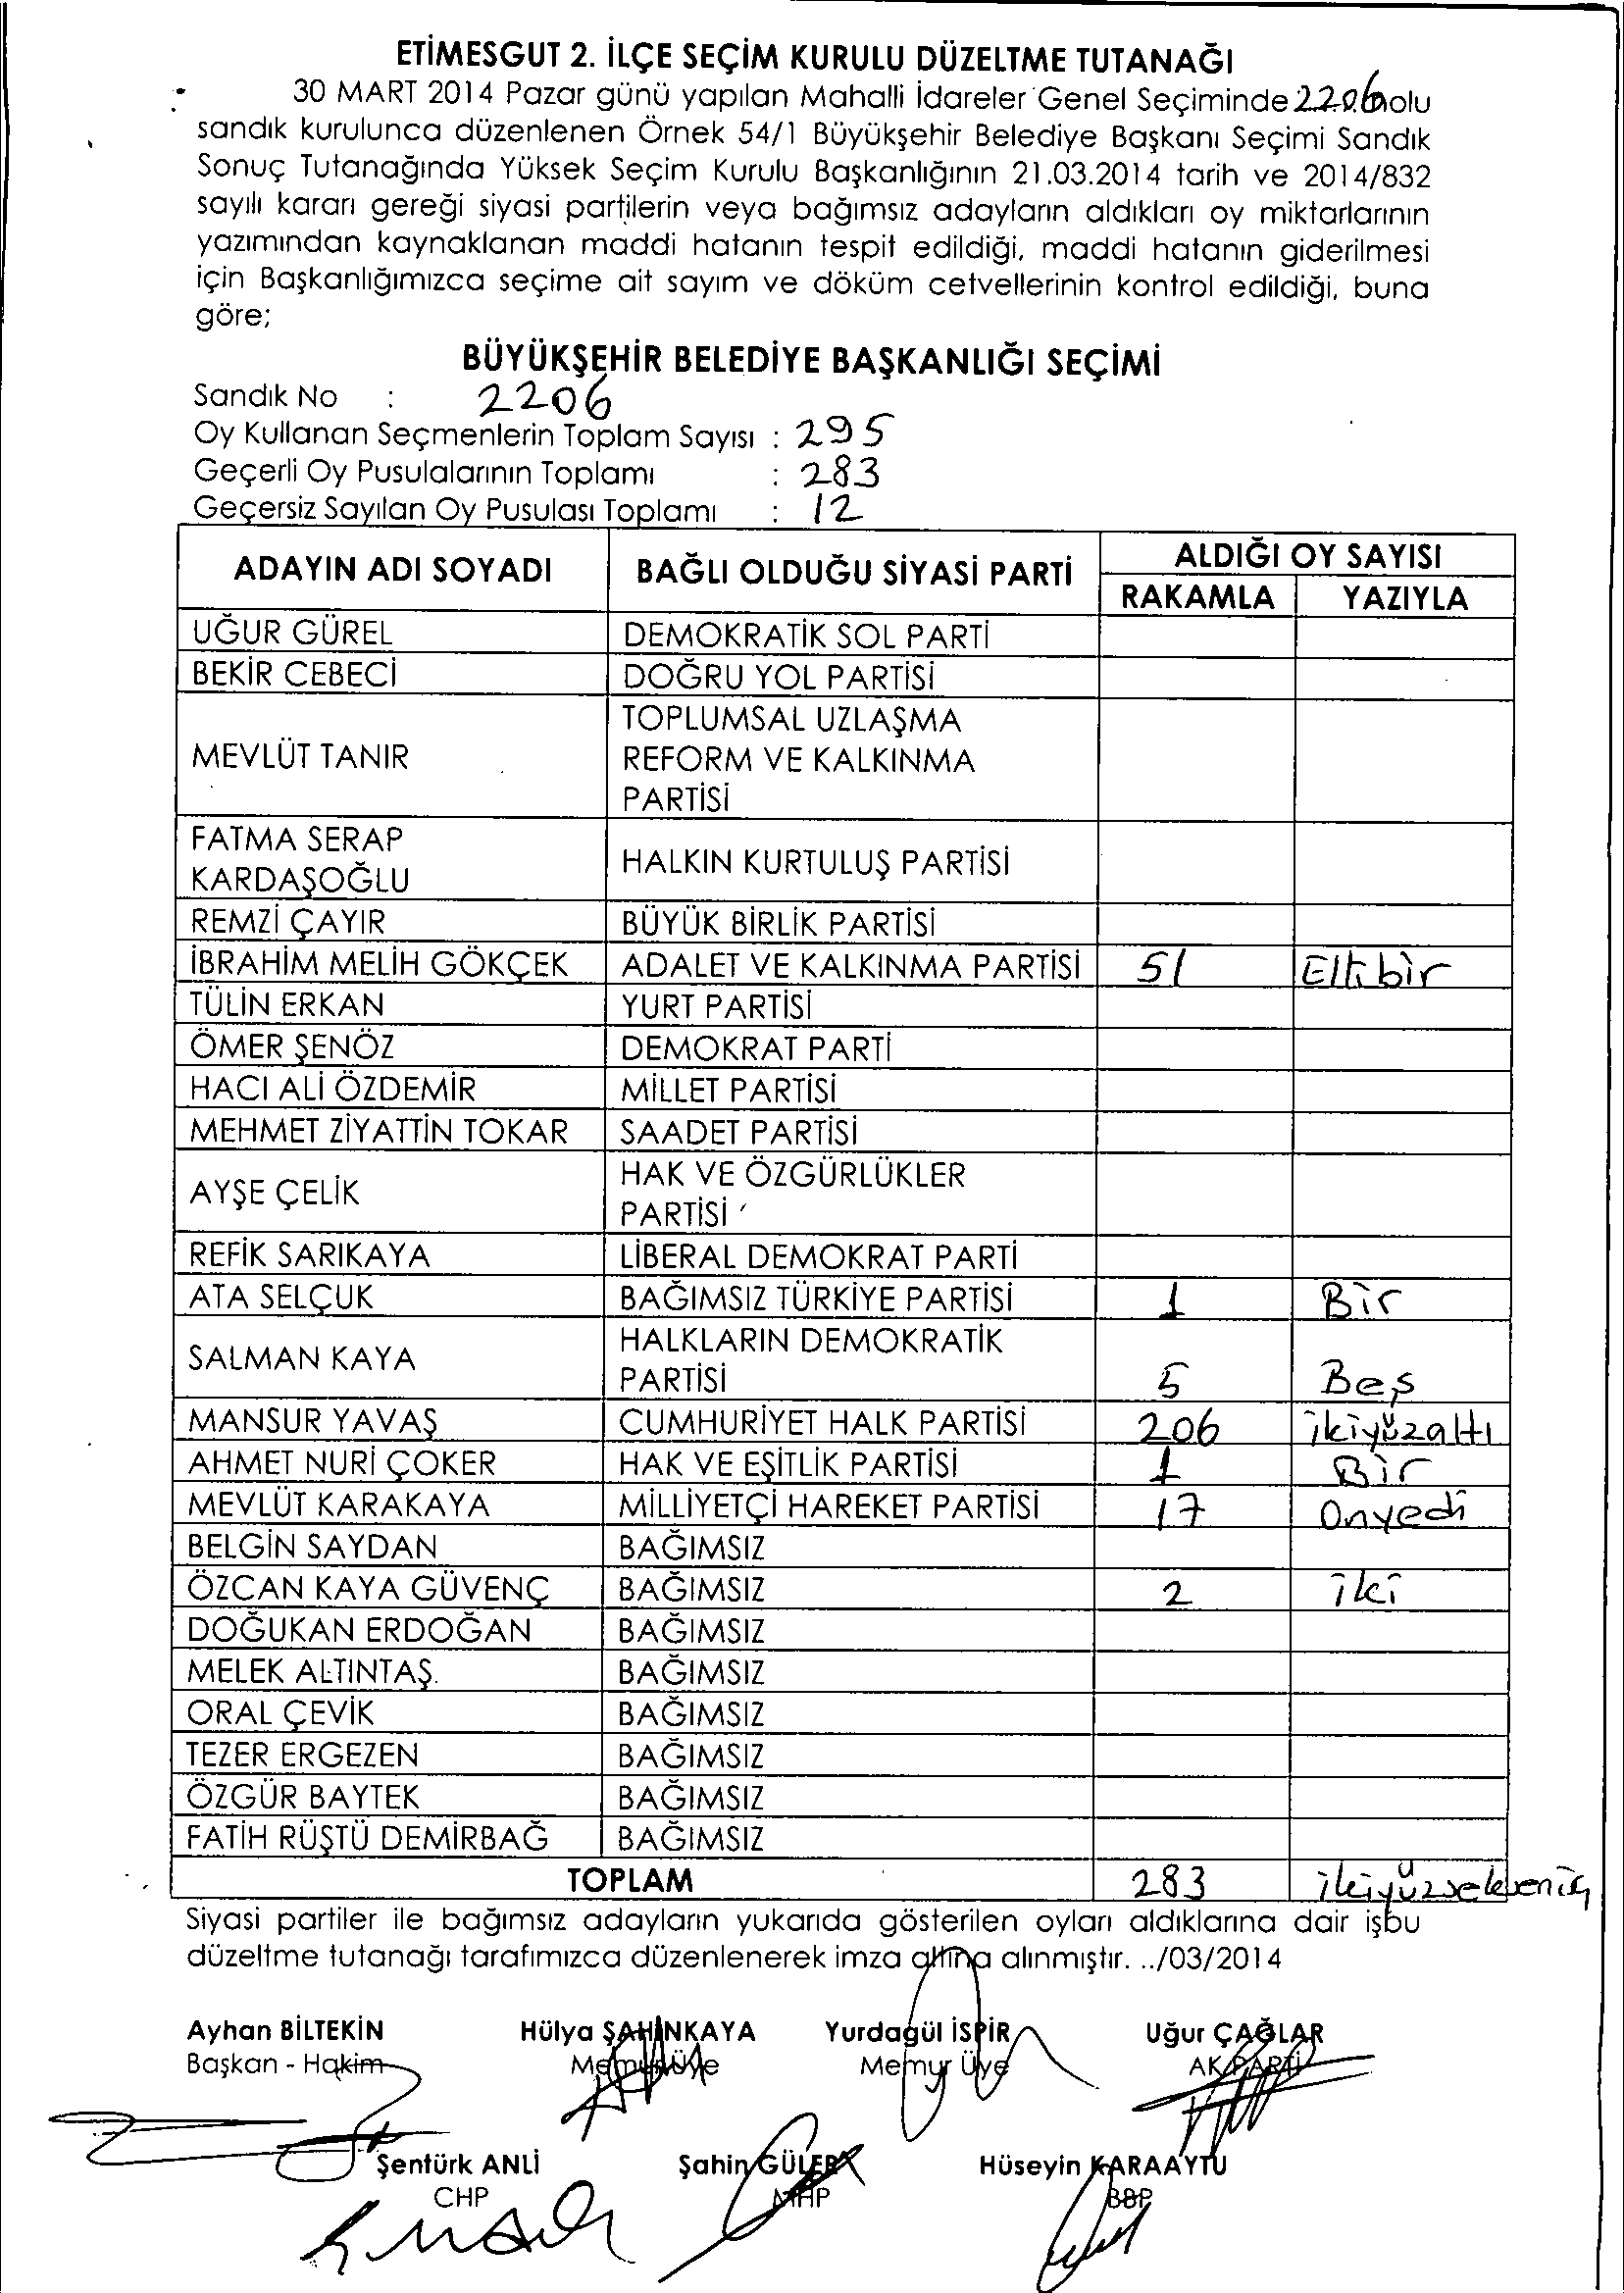 ETİMESGUT 2. İLÇE SEÇİM KURULU DÜZELTME TUTANAĞI
30 MART 2014 Pazar günü yapılan Mahalli İdareler Genel Seçiminde 2206 nolu
sandık kurulunca düzenlenen Örnek 54/1 Büyükşehir Belediye Başkanı Seçimi Sandık
Sonuç Tutanağında Yüksek Seçim Kurulu Başkanlığının 21.03.2014 tarih ve 2014/832
sayılı kararı gereği siyasi partilerin veya bağımsız adayların aldıkları oy miktarlarının
yazımından kaynaklanan maddi hatanın tespit edildiği, maddi hatanın giderilmesi
için Başkanlığımızca seçime ait sayım ve döküm cetvellerinin kontrol edildiği, buna
göre;
BÜYÜKŞEHİR BELEDİYE BAŞKANLIĞI SEÇİMİ
Sandık No : 2206
Oy Kullanan Seçmenlerin Toplam Sayısı : 295
Geçerli Oy Pusulalarının Toplamı : 283
Geçersiz Sayılan Oy Pusulası Toplamı : 12
ADAYIN ADI SOYADI BAĞLI OLDUĞU SİYASİ PARTİ ALDIĞI OY SAYISI
RAKAMLA YAZIYLA
UĞUR GÜREL DEMOKRATİK SOL PARTİ
BEKİR CEBECİ DOĞRU YOL PARTİSİ
MEVLÜT TANIR TOPLUMSAL UZLAŞMA
REFORM VE KALKINMA
PARTİSİ
FATMA SERAP
KARDAŞOĞLU HALKIN KURTULUŞ PARTİSİ
REMZİ ÇAYIR BÜYÜK BİRLİK PARTİSİ
İBRAHİM MELİH GÖKÇEK ADALET VE KALKINMA PARTİSİ 51 Ellibir
TÜLİN ERKAN YURT PARTİSİ
ÖMER ŞENÖZ DEMOKRAT PARTİ
HACI ALİ ÖZDEMİR MİLLET PARTİSİ
MEHMET ZİYATTİN TOKAR SAADET PARTİSİ
AYŞE ÇELİK HAK VE ÖZGÜRLÜKLER
PARTİSİ
REFİK SARIKAYA LİBERAL DEMOKRAT PARTİ
ATA SELÇUK BAĞIMSIZ TÜRKİYE PARTİSİ 1 Bir
SALMAN KAYA HALKLARIN DEMOKRATİK
PARTİSİ 5 Beş
MANSUR YAVAŞ CUMHURİYET HALK PARTİSİ 206 ikiyüzaltı
AHMET NURİ ÇOKER HAK VE EŞİTLİK PARTİSİ 1 Bir
MEVLÜT KARAKAYA MİLLİYETÇİ HAREKET PARTİSİ 17 Onyedi
BELGİN SAYDAN BAĞIMSIZ
ÖZCAN KAYA GÜVENÇ BAĞIMSIZ 2 iki
DOĞUKAN ERDOĞAN BAĞIMSIZ
MELEK ALTINTAŞ BAĞIMSIZ
ORAL ÇEVİK BAĞIMSIZ
TEZER ERGEZEN BAĞIMSIZ
ÖZGÜR BAYTEK BAĞIMSIZ
FATİH RÜŞTÜ DEMİRBAĞ BAĞIMSIZ
TOPLAM 283 ikiyüzseksenüç
Siyasi partiler ile bağımsız adayların yukarıda gösterilen oyları aldıklarına dair işbu
düzeltme tutanağı tarafımızca düzenlenerek imza altına alınmıştır. ../03/2014
Ayhan BİLTEKİN Hülya ŞAHİNKAYA Yurdagül İSPİR Uğur ÇAĞLAR
Başkan - Hakim Memur Üye Memur Üye AK PARTİ
Şentürk ANLİ Şahin GÜLER Hüseyin KARAAYTU
CHP MHP BBP